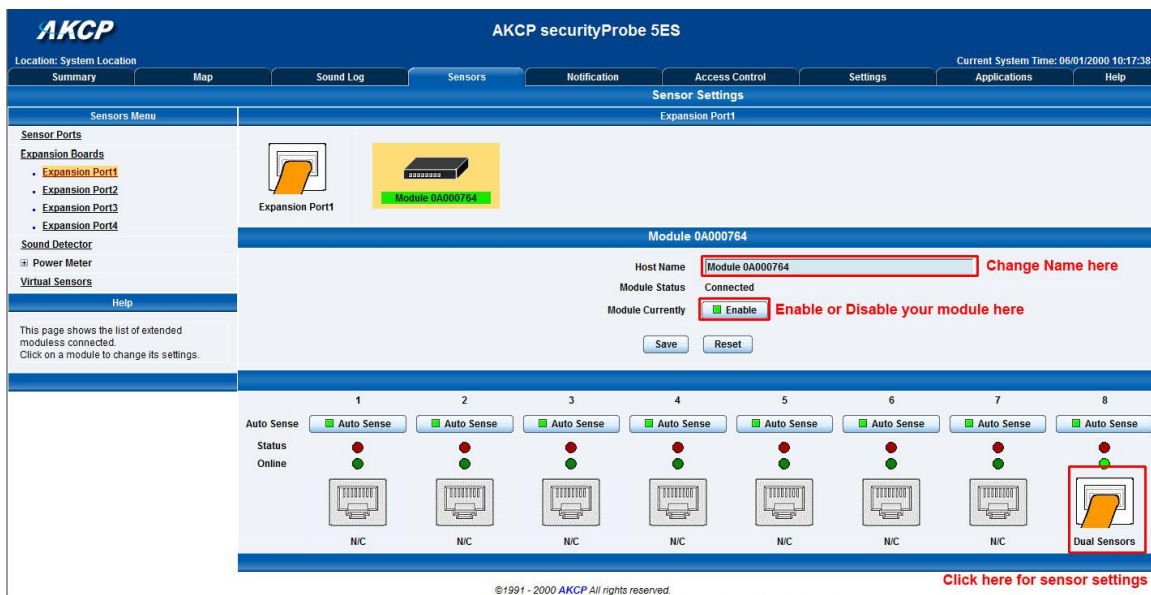 AKCP
AKCP securityProbe 5ES
Location: System Location
Current System Time: 06/01/2000 10:17:38
Summary Map Sound Log Sensors Notification Access Control Settings Applications Help
Sensor Settings
Sensors Menu
Sensor Ports
Expansion Boards
Expansion Port1
Expansion Port2
Expansion Port3
Expansion Port4
Sound Detector
Power Meter
Virtual Sensors
Help
This page shows the list of extended
moduless connected.
Click on a module to change its settings.
Expansion Port1
Expansion Port1
Module 0A000764
Module 0A000764
Host Name Module 0A000764 Change Name here
Module Status Connected
Module Currently Enable Enable or Disable your module here
Save Reset
1 2 3 4 5 6 7 8
Auto Sense Auto Sense Auto Sense Auto Sense Auto Sense Auto Sense Auto Sense Auto Sense Auto Sense
Status
Online
N/C N/C N/C N/C N/C N/C N/C Dual Sensors
Click here for sensor settings
©1991 - 2000 AKCP All rights reserved.